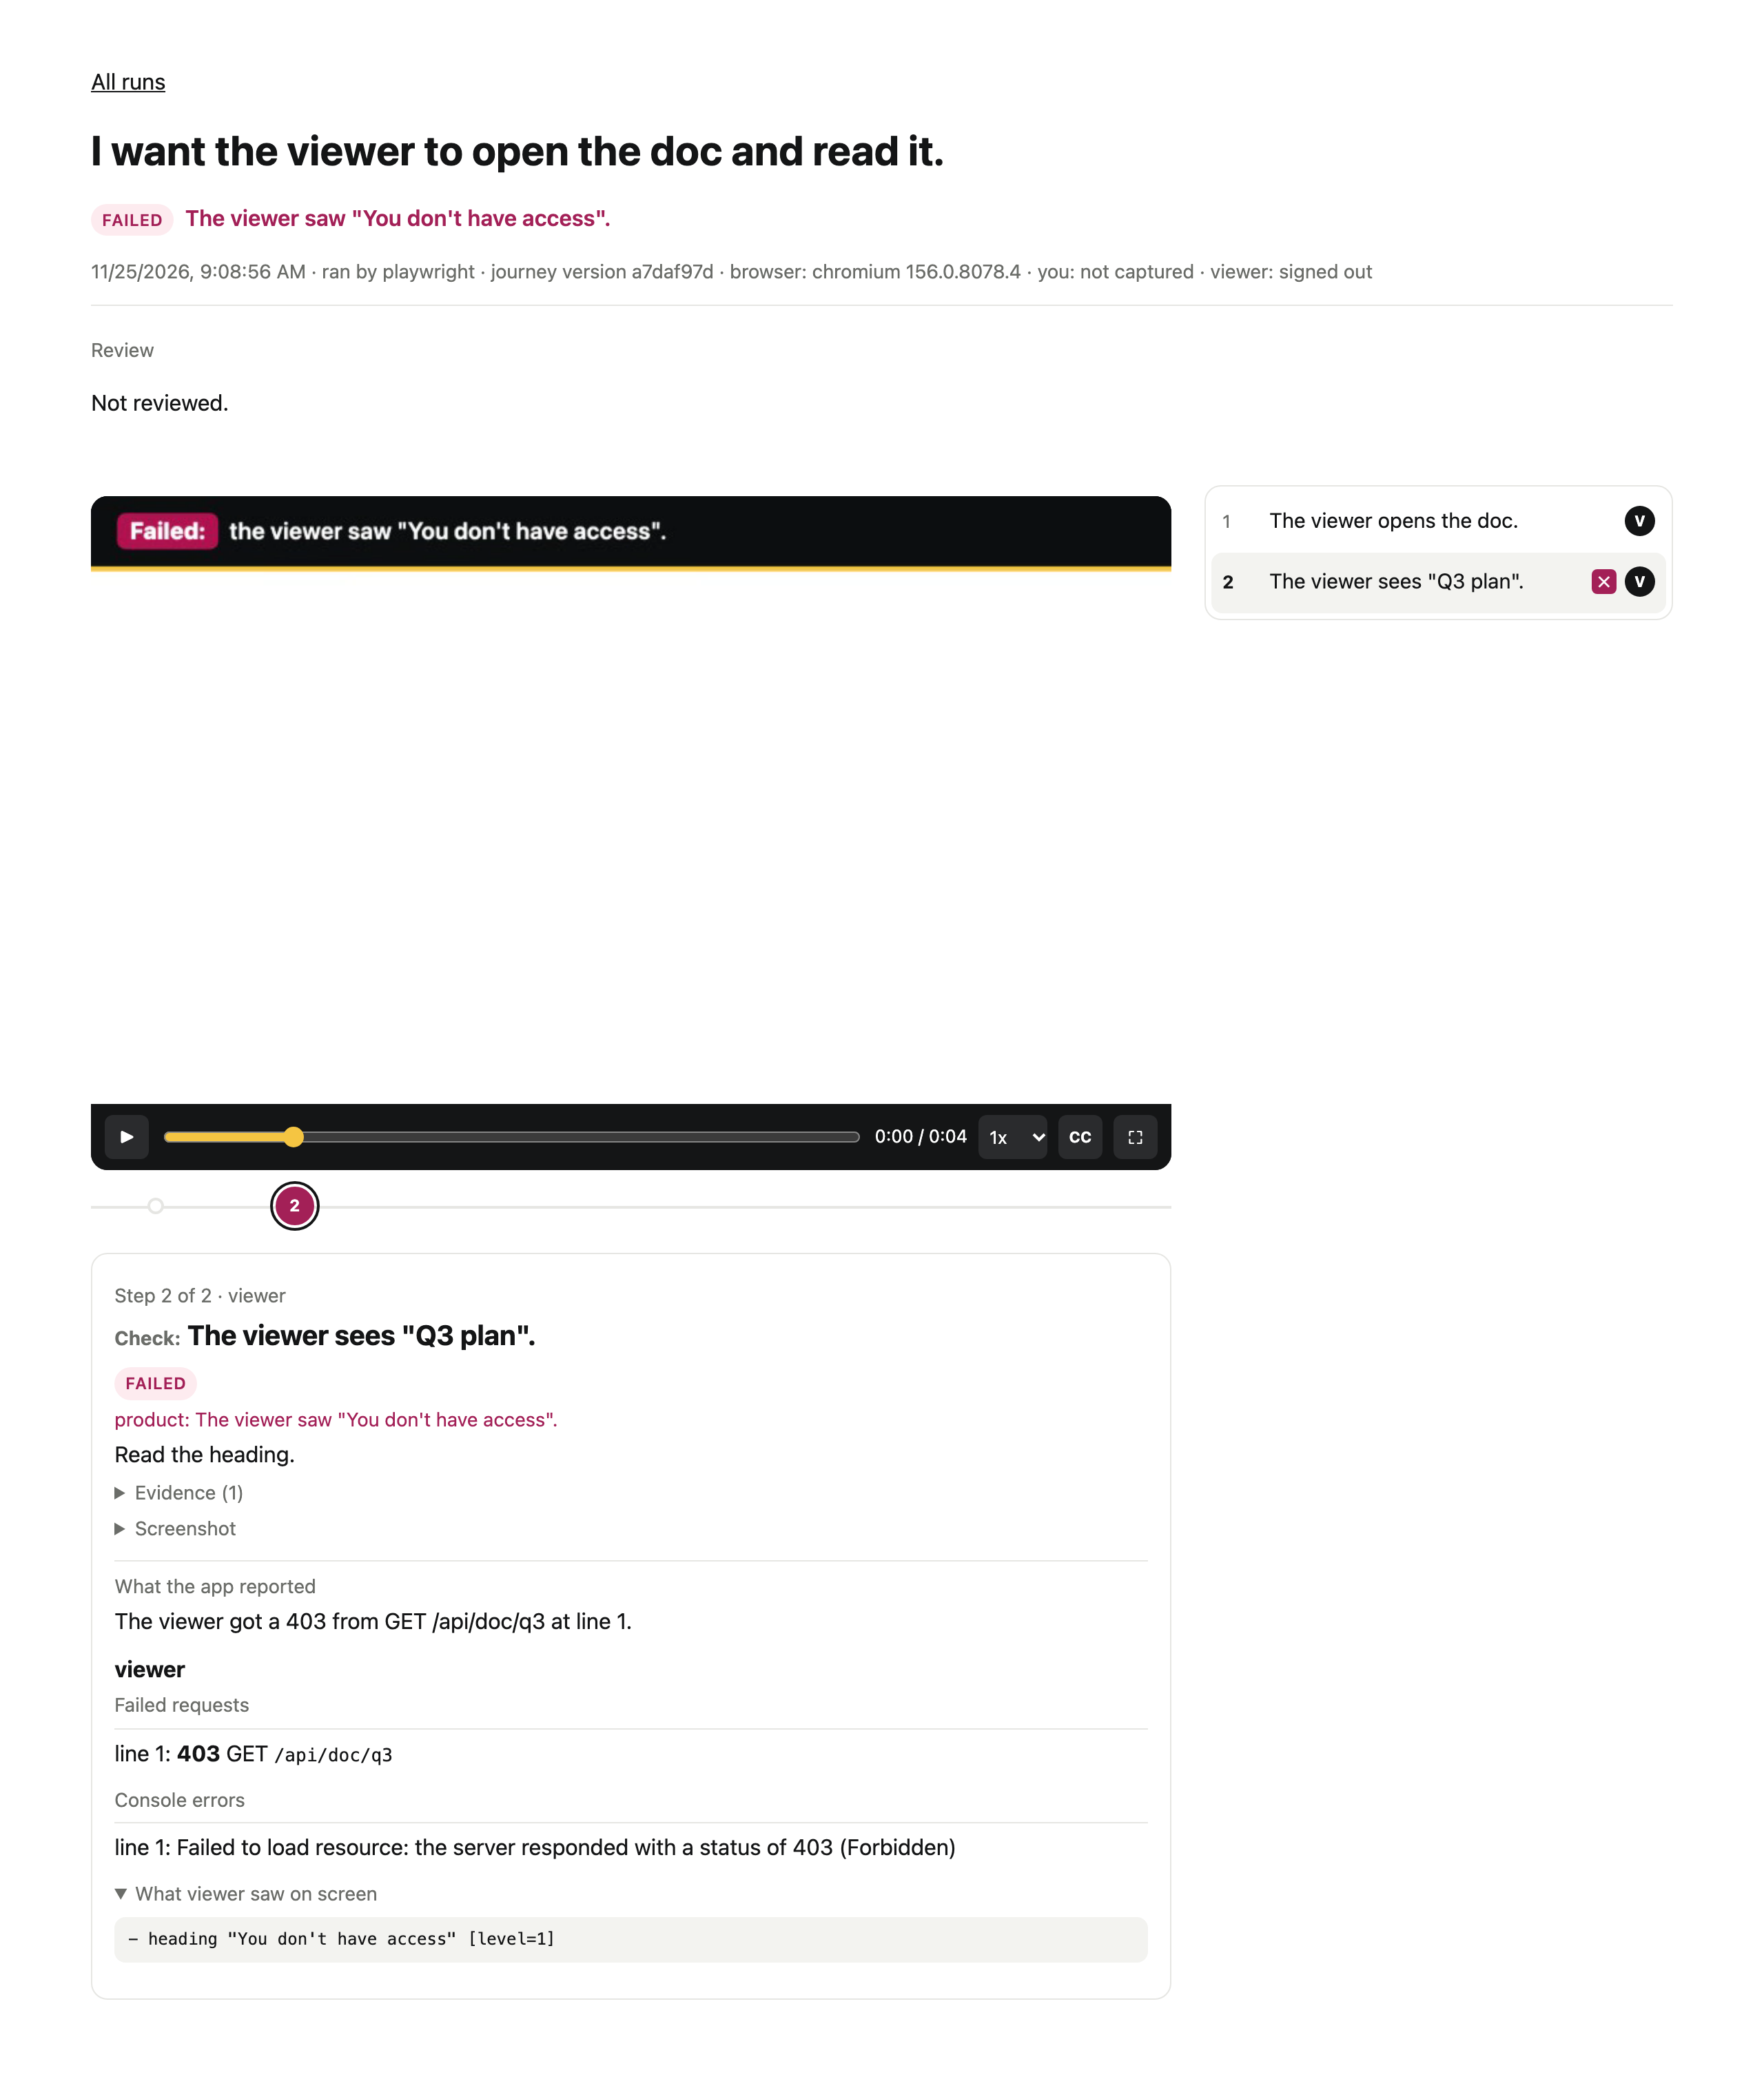 All runs
I want the viewer to open the doc and read it.
FAILED The viewer saw "You don't have access".
11/25/2026, 9:08:56 AM · ran by playwright · journey version a7daf97d · browser: chromium 156.0.8078.4 · you: not captured · viewer: signed out
Review
Not reviewed.
Failed: the viewer saw "You don't have access".
1 The viewer opens the doc. V
2 The viewer sees "Q3 plan". V
0:00 / 0:04 1x CC
2
Step 2 of 2 · viewer
Check: The viewer sees "Q3 plan".
FAILED
product: The viewer saw "You don't have access".
Read the heading.
Evidence (1)
Screenshot
What the app reported
The viewer got a 403 from GET /api/doc/q3 at line 1.
viewer
Failed requests
line 1: 403 GET /api/doc/q3
Console errors
line 1: Failed to load resource: the server responded with a status of 403 (Forbidden)
What viewer saw on screen
– heading "You don't have access" [level=1]